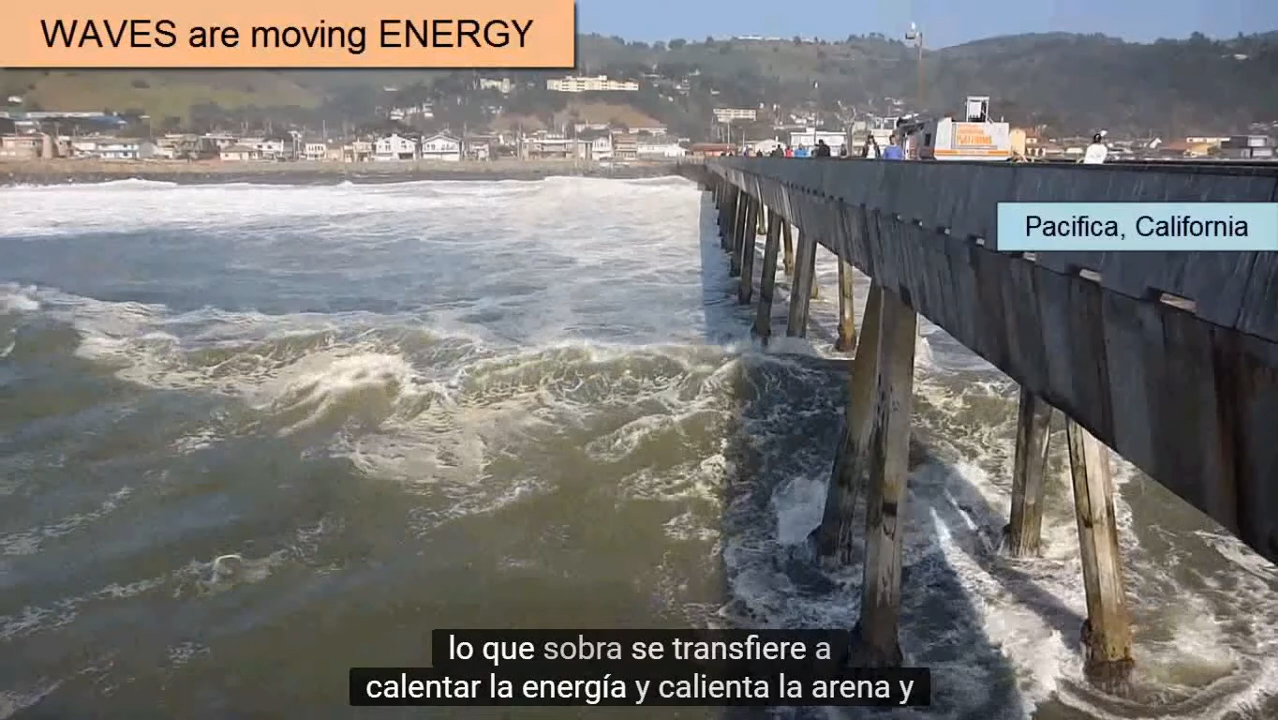 WAVES are moving ENERGY
Pacifica, California
lo que sobra se transfiere a
calentar la energía y calienta la arena y